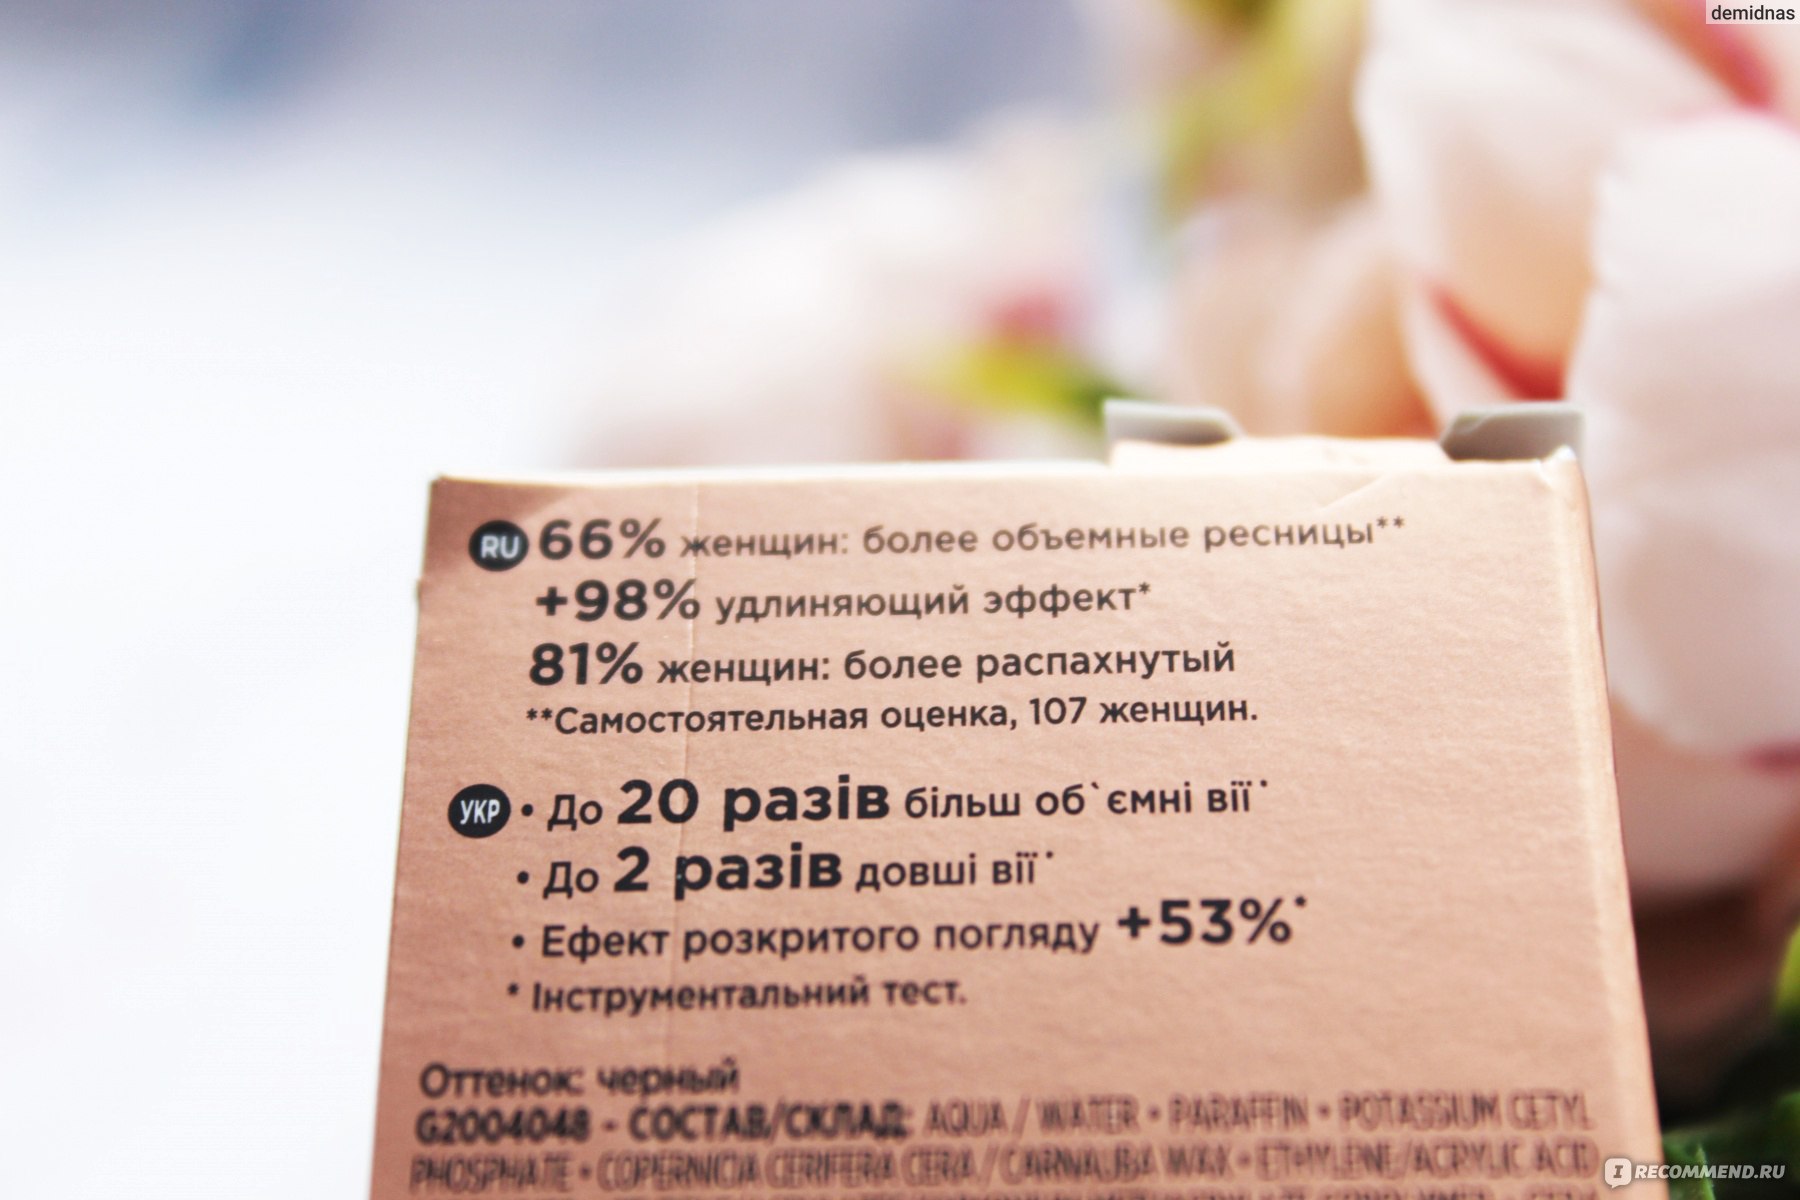 demidnas
RU 66% женщин: более объемные ресницы**
+98% удлиняющий эффект*
81% женщин: более распахнутый
**Самостоятельная оценка, 107 женщин.
УКР • До 20 разів більш об`ємні вії*
• До 2 разів довші вії*
• Ефект розкритого погляду +53%*
* Інструментальний тест.
Оттенок: черный
G2004048 - СОСТАВ/СКЛАД: AQUA / WATER • PARAFFIN • POTASSIUM CETYL
PHOSPHATE • COPERNICIA CERIFERA CERA / CARNAUBA WAX • ETHYLENE/ACRYLIC ACID
IRECOMMEND.RU